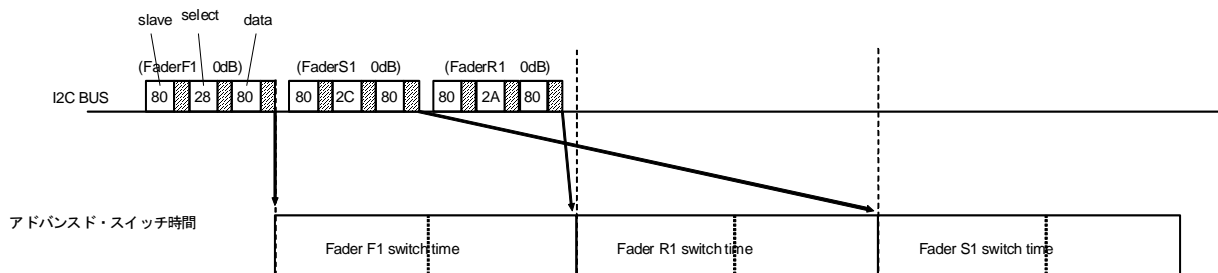 slave select data
(FaderF1 0dB) (FaderS1 0dB) (FaderR1 0dB)
I2C BUS 80 28 80 80 2C 80 80 2A 80
アドバンスド・スイッチ時間
Fader F1 switch time Fader R1 switch time Fader S1 switch time